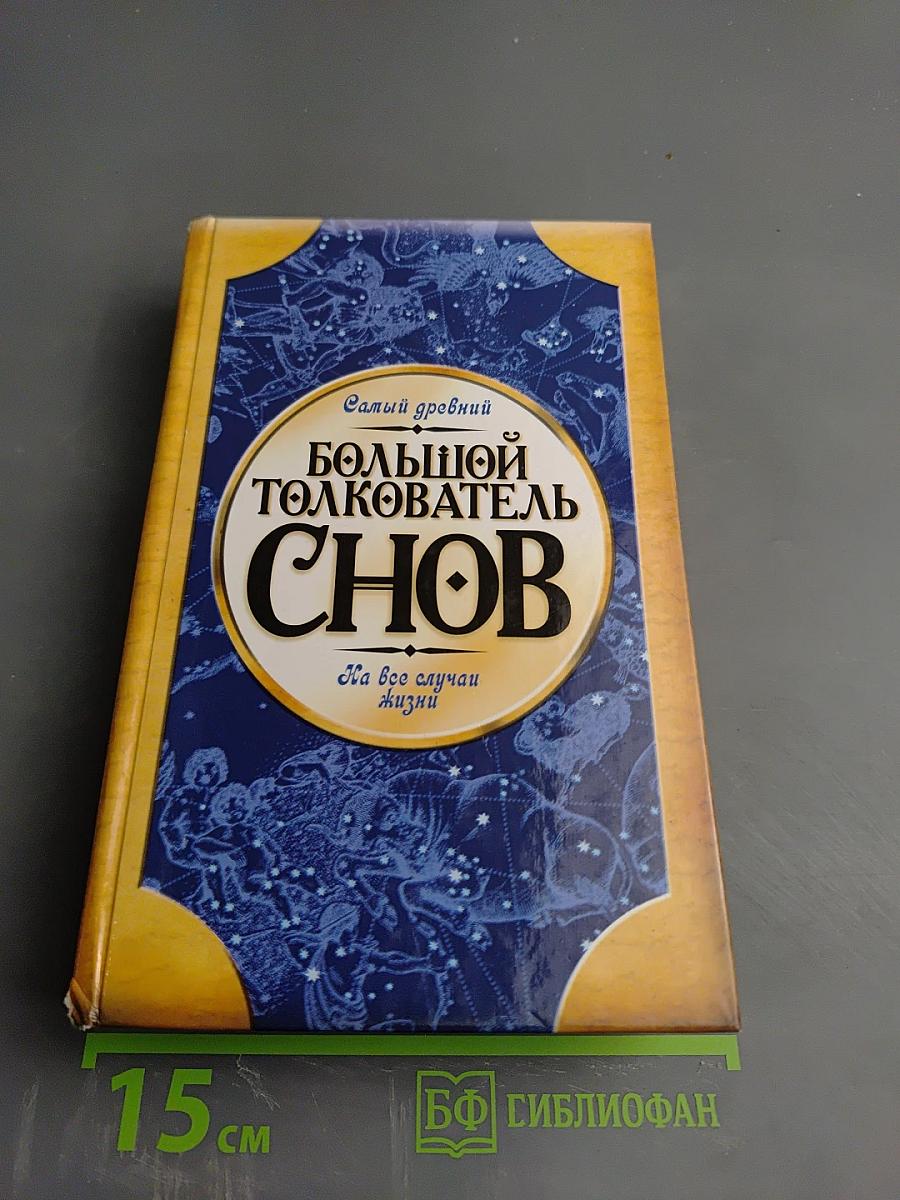 Самый древний
БОЛЬШОЙ
ТОЛКОВАТЕЛЬ
СНОВ
На все случаи
жизни
15 см
БФ БИБЛИОФАН